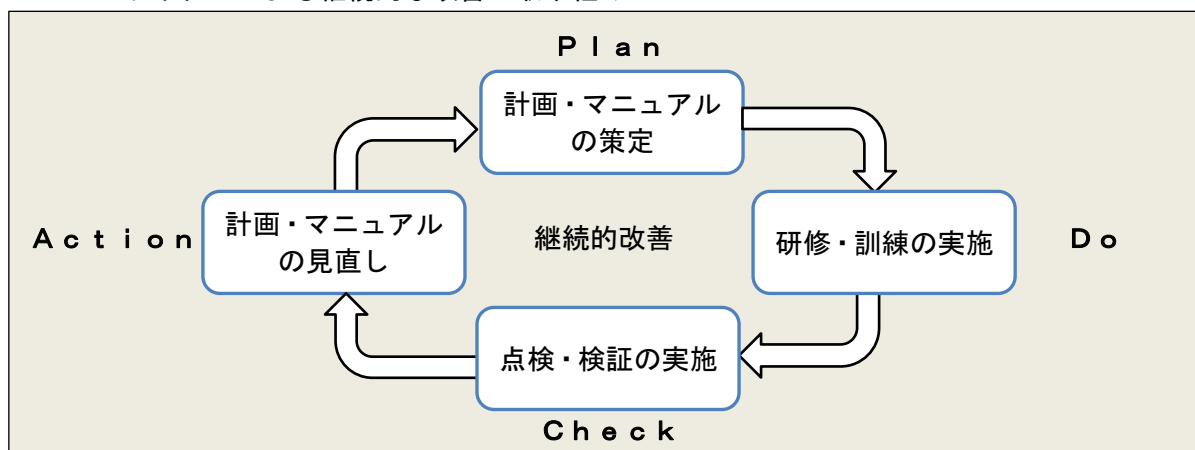 Ｐｌａｎ
計画・マニュアル
の策定
Ａｃｔｉｏｎ
計画・マニュアル
の見直し
継続的改善
研修・訓練の実施
Ｄｏ
点検・検証の実施
Ｃｈｅｃｋ